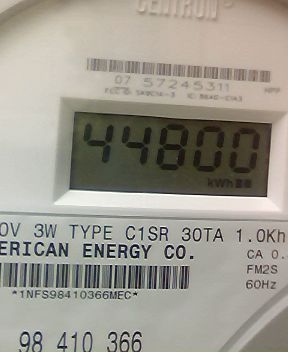 CENTRON®
07 57245311
44800
kWh
0V 3W TYPE C1SR 30TA 1.0Kh
ERICAN ENERGY CO.
CA 0.
FM2S
*1NFS98410366MEC*
60Hz
98 410 366